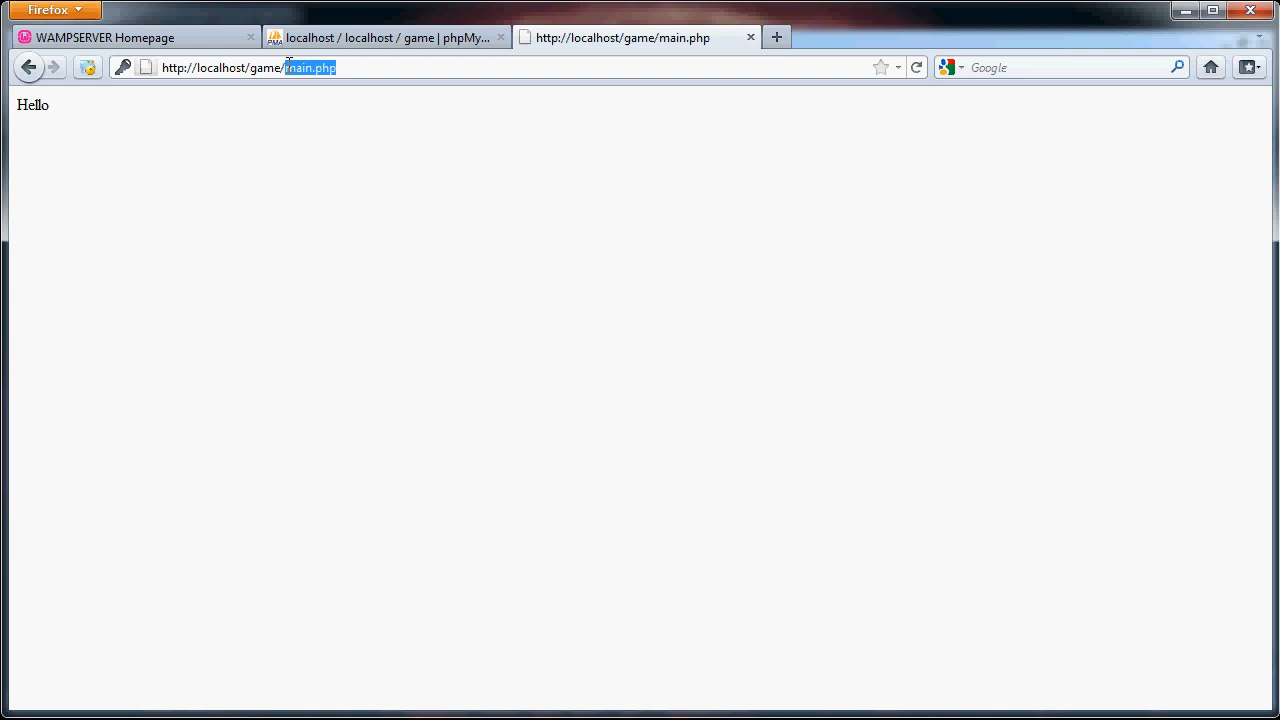 Firefox
WAMPSERVER Homepage
localhost / localhost / game | phpMy...
http://localhost/game/main.php
http://localhost/game/main.php
Google
Hello